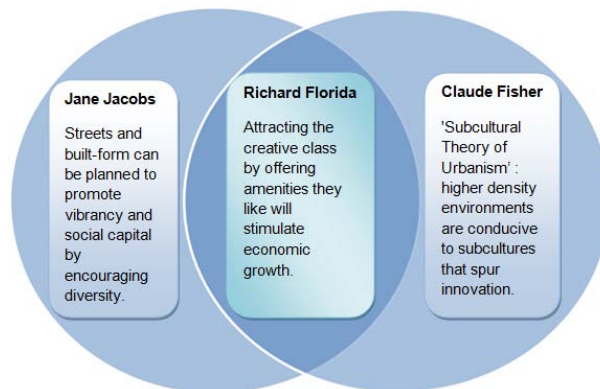 Jane Jacobs
Streets and
built-form can
be planned to
promote
vibrancy and
social capital
by
encouraging
diversity.
Richard Florida
Attracting the
creative class
by offering
amenities they
like will
stimulate
economic
growth.
Claude Fisher
'Subcultural
Theory of
Urbanism' :
higher density
environments
are conducive
to subcultures
that spur
innovation.